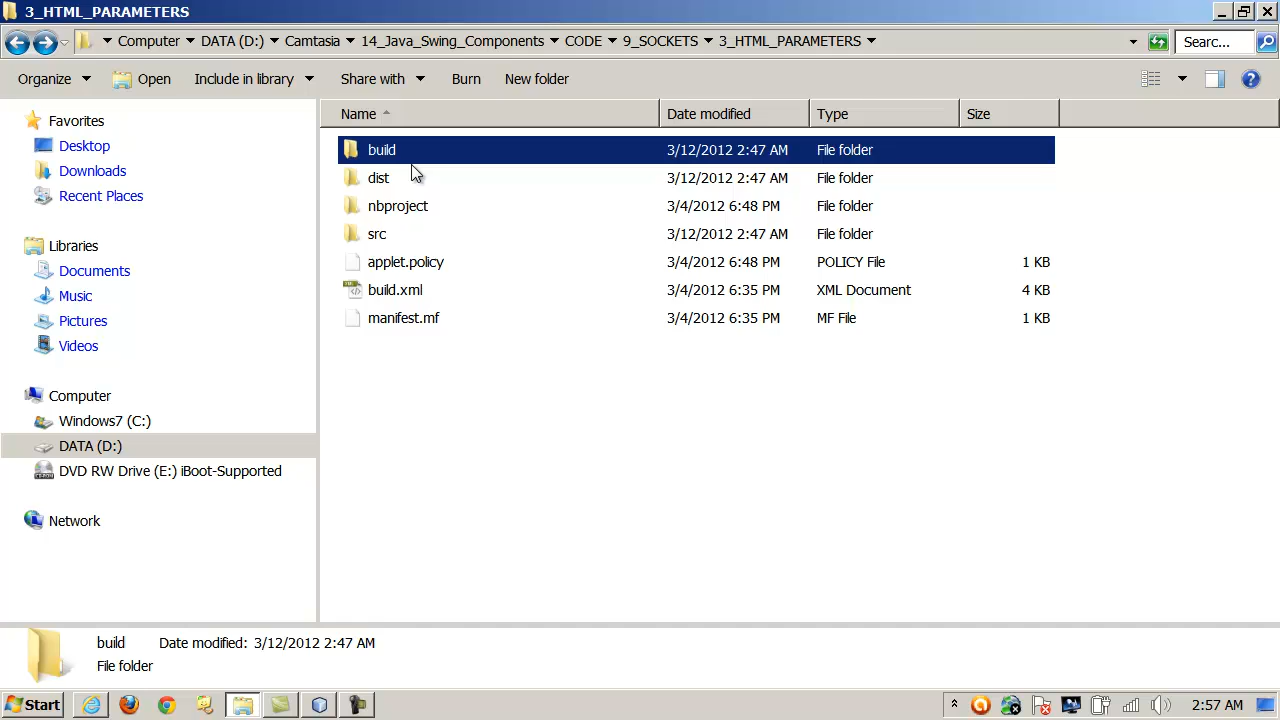 3_HTML_PARAMETERS
Computer DATA (D:) Camtasia 14_Java_Swing_Components CODE 9_SOCKETS 3_HTML_PARAMETERS Searc...
Organize Open Include in library Share with Burn New folder
Name Date modified Type Size
Favorites
Desktop
Downloads
Recent Places
Libraries
Documents
Music
Pictures
Videos
Computer
Windows7 (C:)
DATA (D:)
DVD RW Drive (E:) iBoot-Supported
Network
build 3/12/2012 2:47 AM File folder
dist 3/12/2012 2:47 AM File folder
nbproject 3/4/2012 6:48 PM File folder
src 3/12/2012 2:47 AM File folder
applet.policy 3/4/2012 6:48 PM POLICY File 1 KB
build.xml 3/4/2012 6:35 PM XML Document 4 KB
manifest.mf 3/4/2012 6:35 PM MF File 1 KB
build Date modified: 3/12/2012 2:47 AM
File folder
Start 2:57 AM